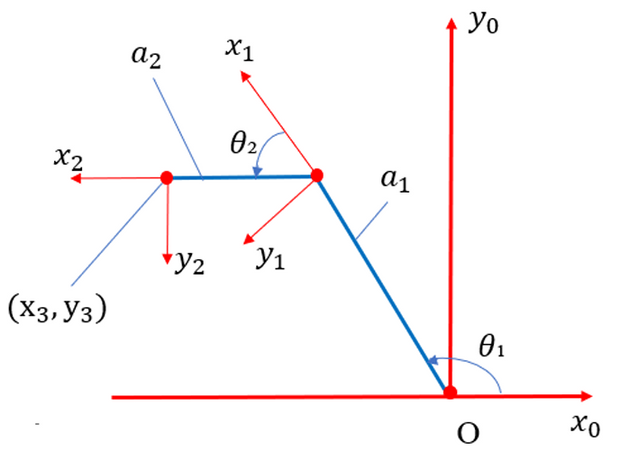 y₀
x₁
a₂
θ₂
x₂
a₁
y₂
y₁
(x₃, y₃)
θ₁
x₀
O